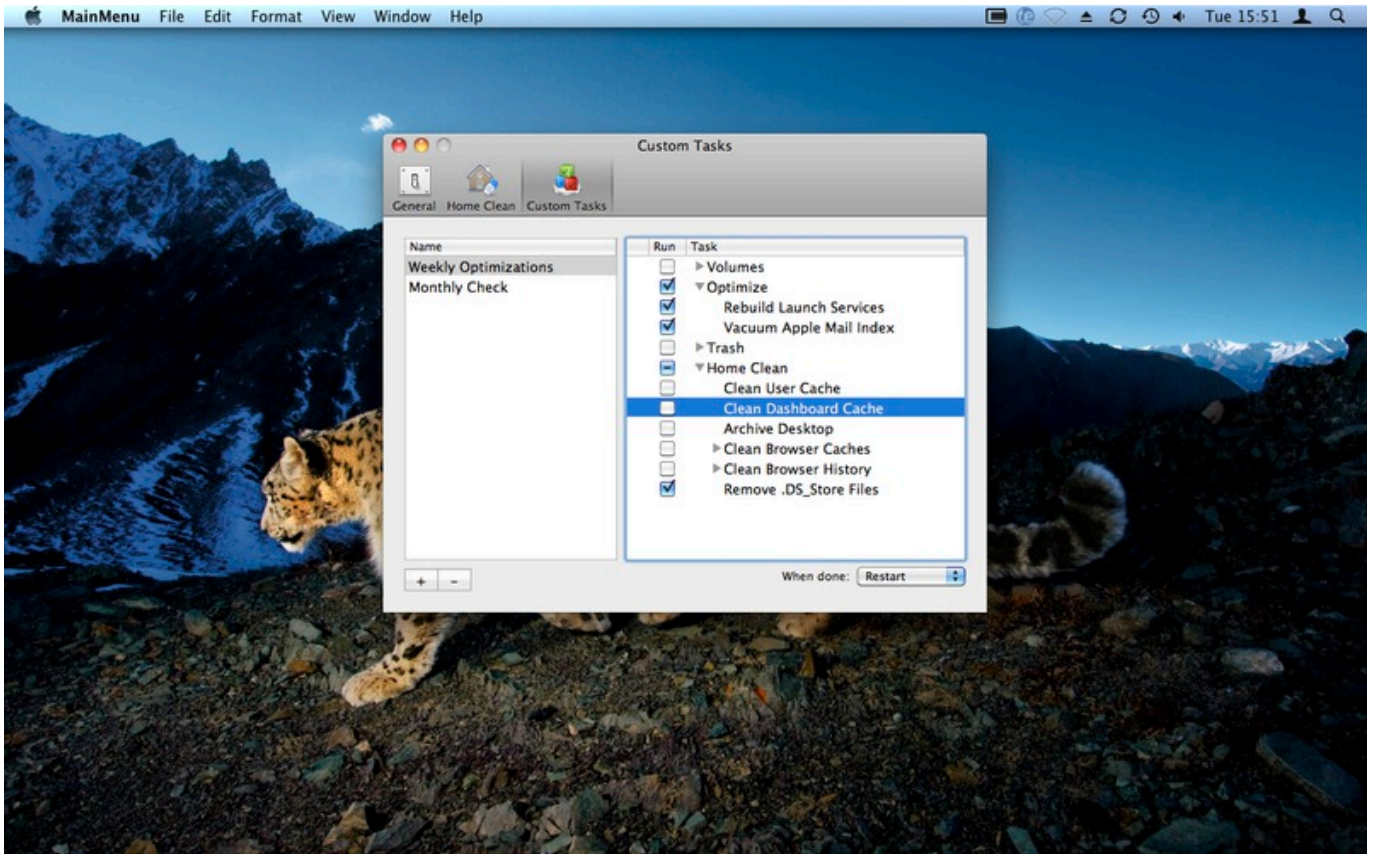 MainMenu File Edit Format View Window Help Tue 15:51
Custom Tasks
General Home Clean Custom Tasks
Name
Weekly Optimizations
Monthly Check
Run Task
Volumes
Optimize
Rebuild Launch Services
Vacuum Apple Mail Index
Trash
Home Clean
Clean User Cache
Clean Dashboard Cache
Archive Desktop
Clean Browser Caches
Clean Browser History
Remove .DS_Store Files
+ -
When done: Restart